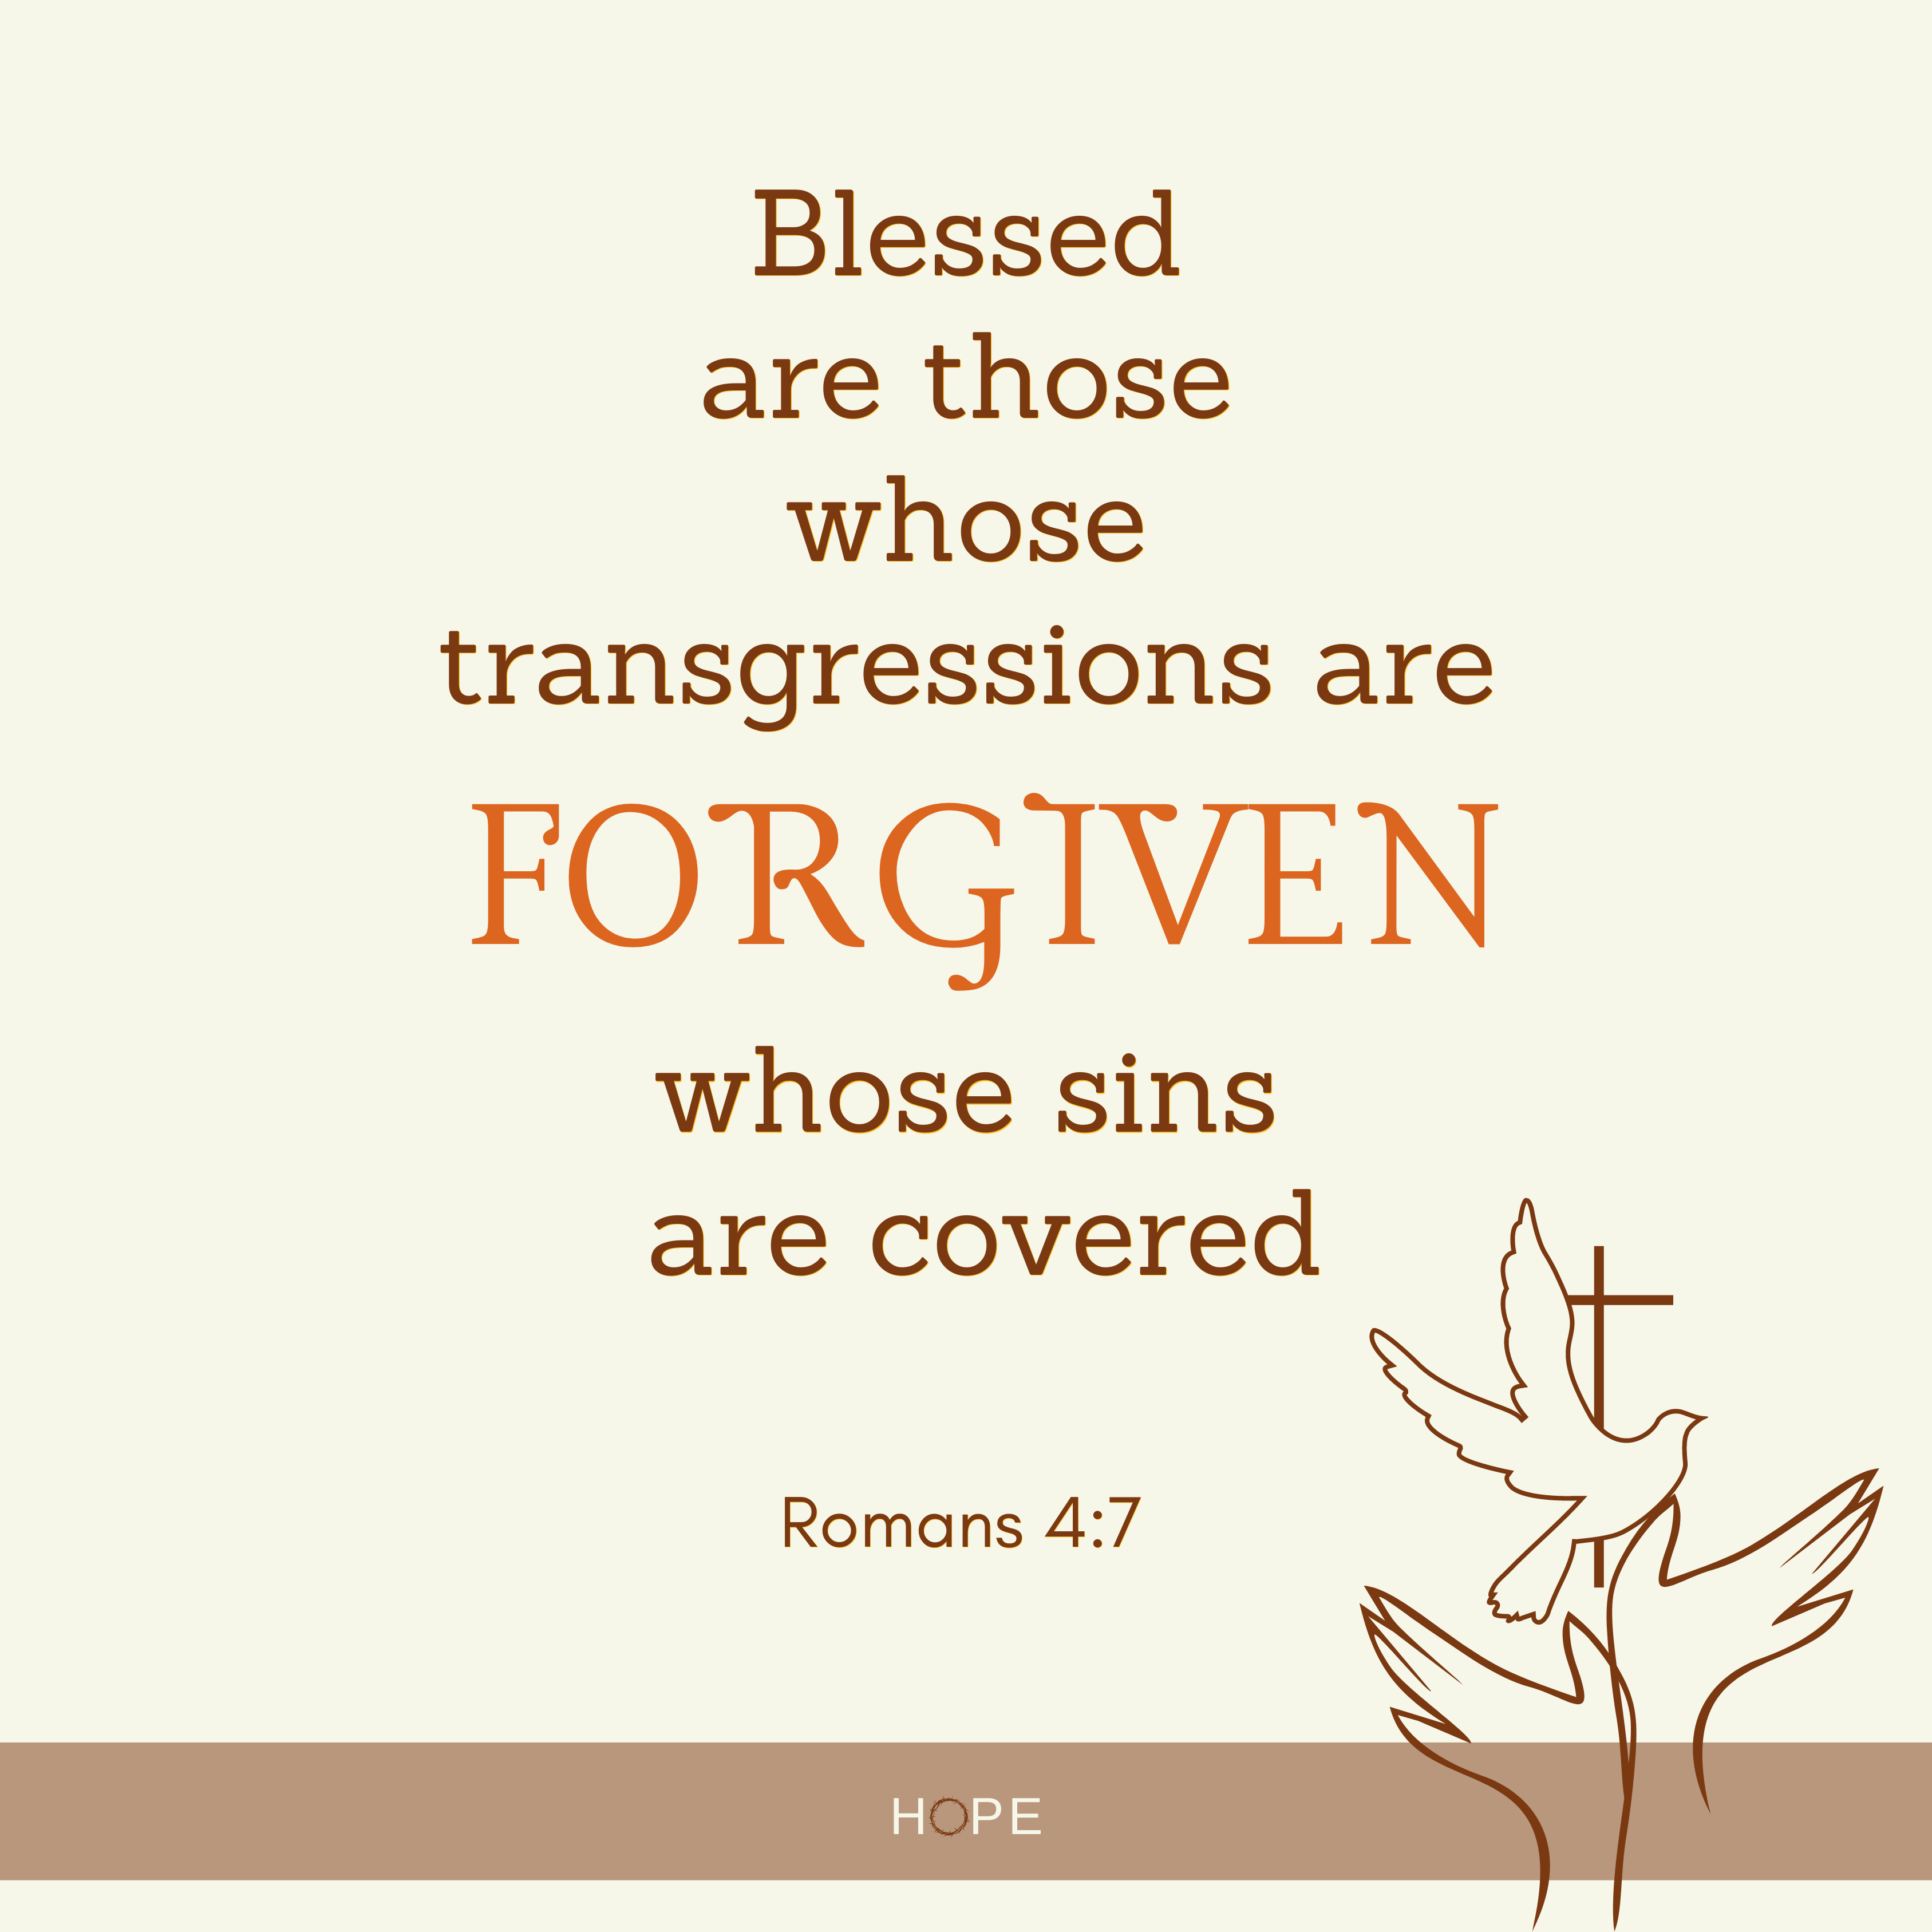 Blessed
are those
whose
transgressions are
FORGIVEN
whose sins
are covered
Romans 4:7
HOPE